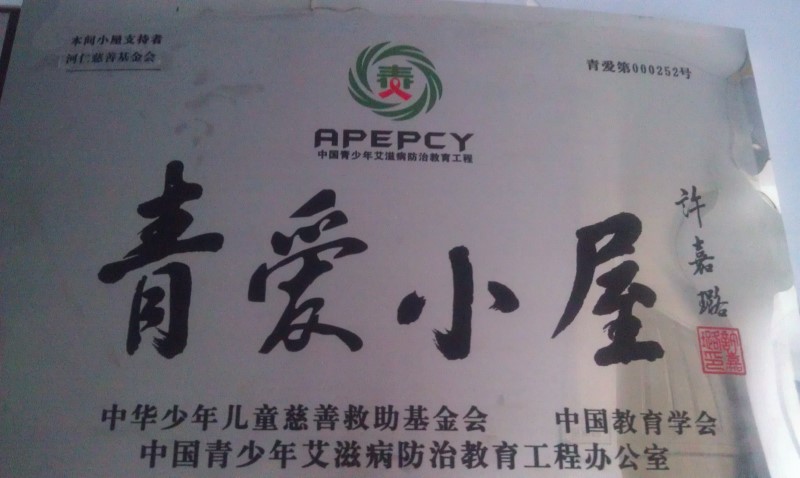 本间小屋支持者
河仁慈善基金会
青
青爱第000252号
APEPCY
中国青少年艾滋病防治教育工程
青爱小屋
许嘉璐
中华少年儿童慈善救助基金会 中国教育学会
中国青少年艾滋病防治教育工程办公室